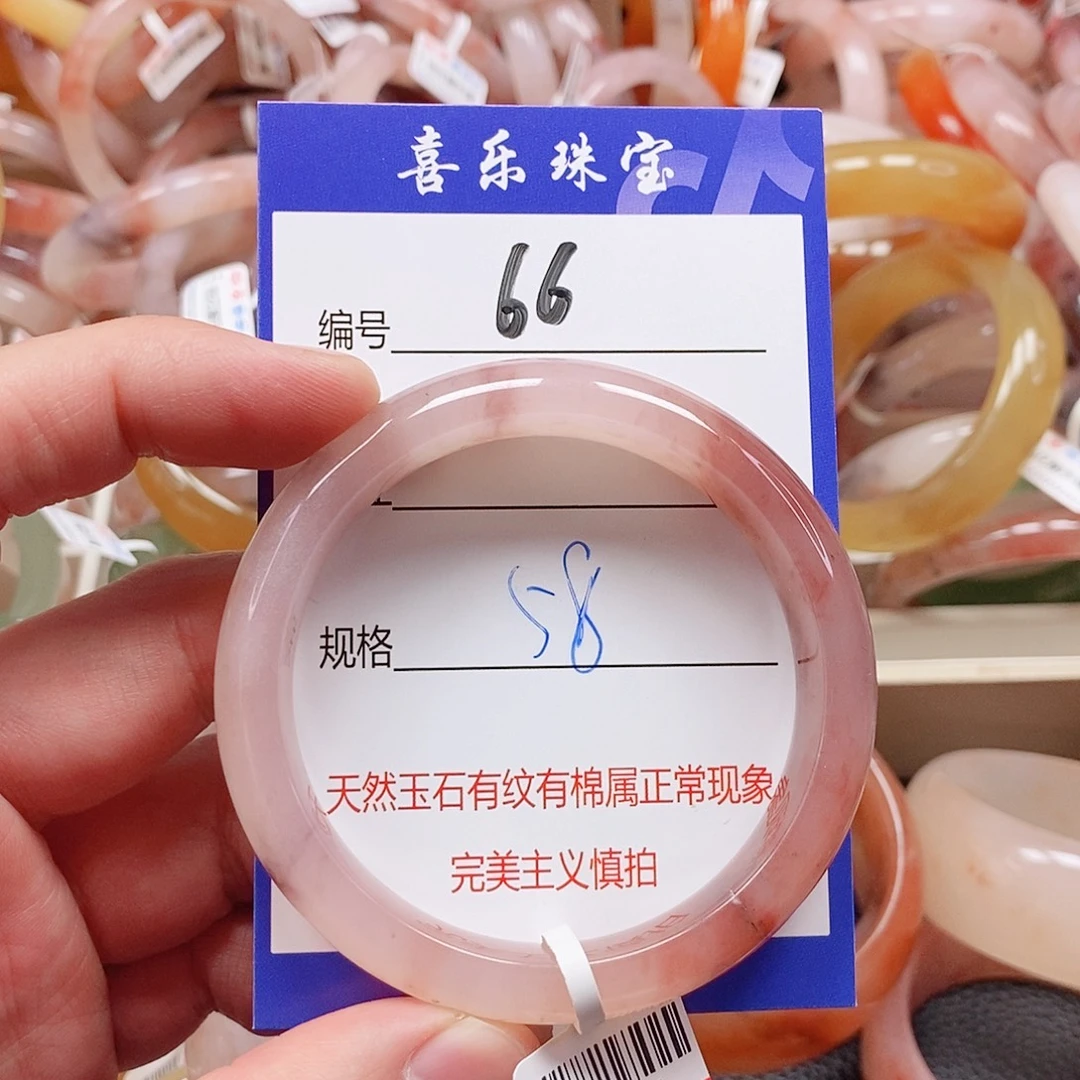 喜乐珠宝
编号 66
规格 58
天然玉石有纹有棉属正常现象
完美主义慎拍